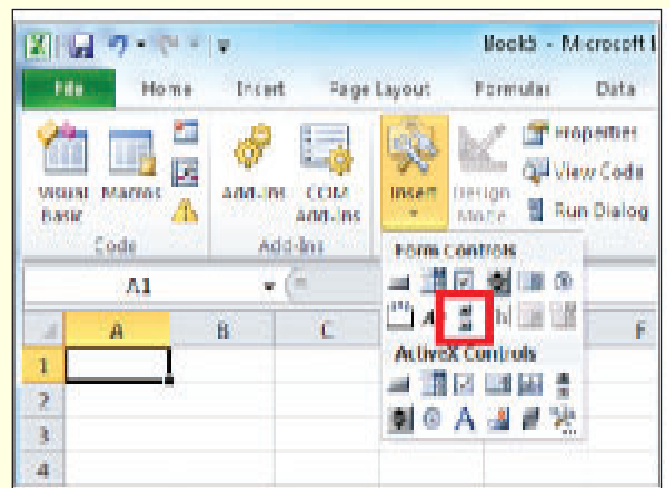 Book5 - Microsoft
File Home Insert Page Layout Formulas Data
Visual Basic Macros Add-Ins COM Add-Ins Insert Design Mode Properties
View Code
Run Dialog
Code Add-Ins
Form Controls
A1
Aa
ActiveX Controls
A
A B C F
1
2
3
4